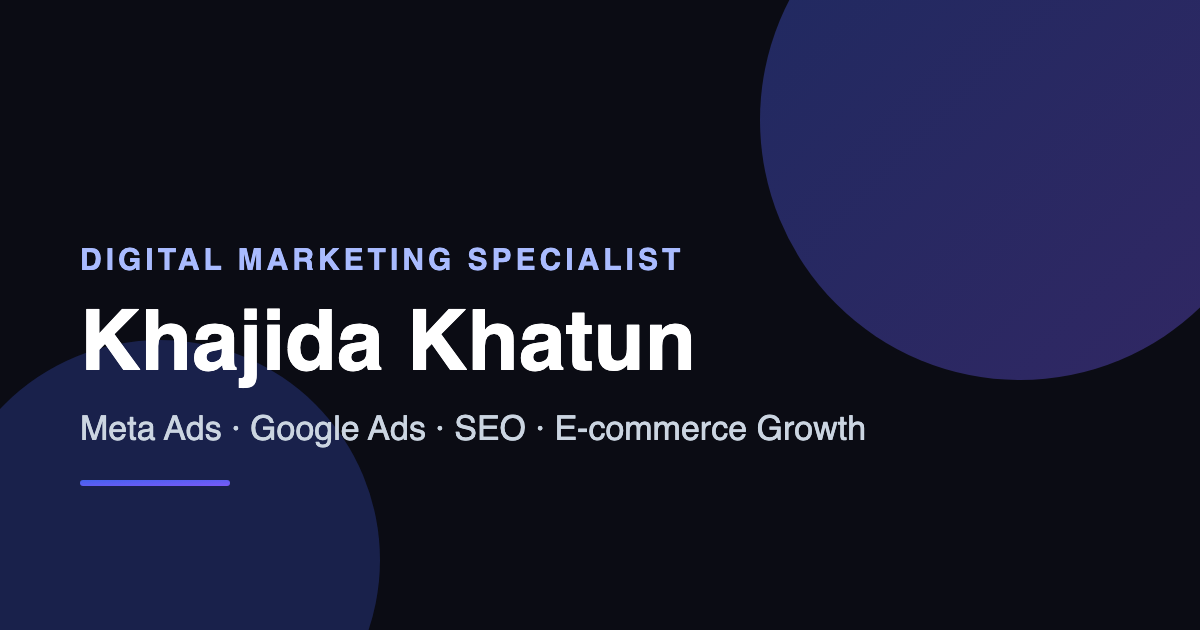 DIGITAL MARKETING SPECIALIST
Khajida Khatun
Meta Ads · Google Ads · SEO · E-commerce Growth